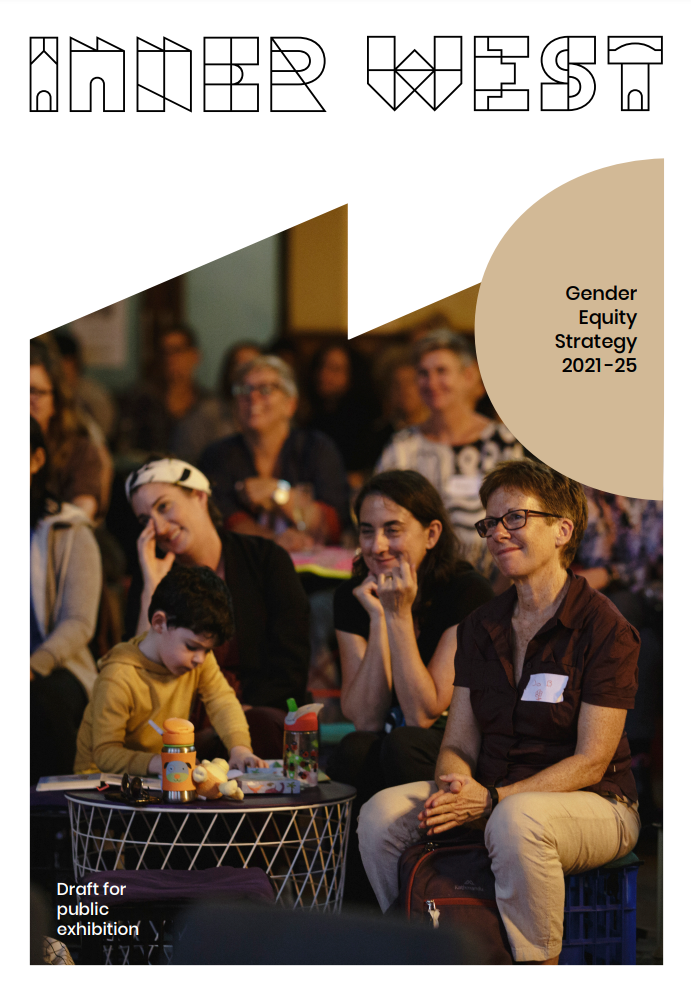 INNER WEST
Gender
Equity
Strategy
2021-25
Draft for
public
exhibition